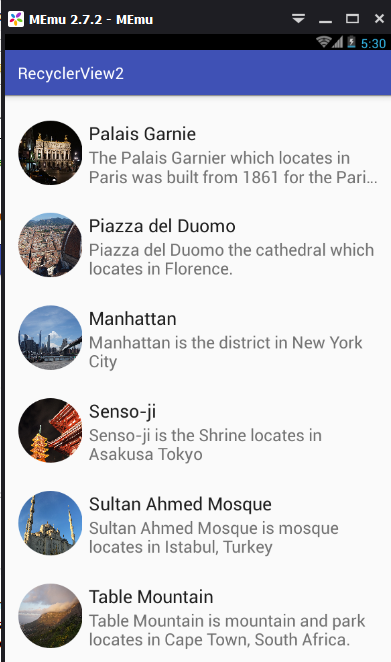 MEmu 2.7.2 - MEmu
5:30
RecyclerView2
Palais Garnie
The Palais Garnier which locates in
Paris was built from 1861 for the Pari...
Piazza del Duomo
Piazza del Duomo the cathedral which
locates in Florence.
Manhattan
Manhattan is the district in New York
City
Senso-ji
Senso-ji is the Shrine locates in
Asakusa Tokyo
Sultan Ahmed Mosque
Sultan Ahmed Mosque is mosque
locates in Istabul, Turkey
Table Mountain
Table Mountain is mountain and park
locates in Cape Town, South Africa.